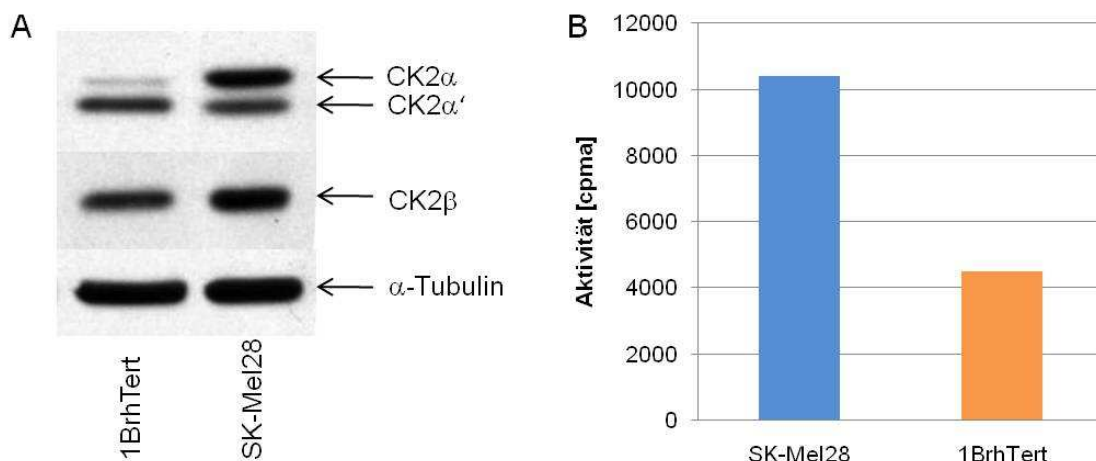 A
CK2α
CK2α‘
CK2β
α-Tubulin
1BrhTert
SK-Mel28
B
Aktivität [cpma]
12000
10000
8000
6000
4000
2000
0
SK-Mel28
1BrhTert